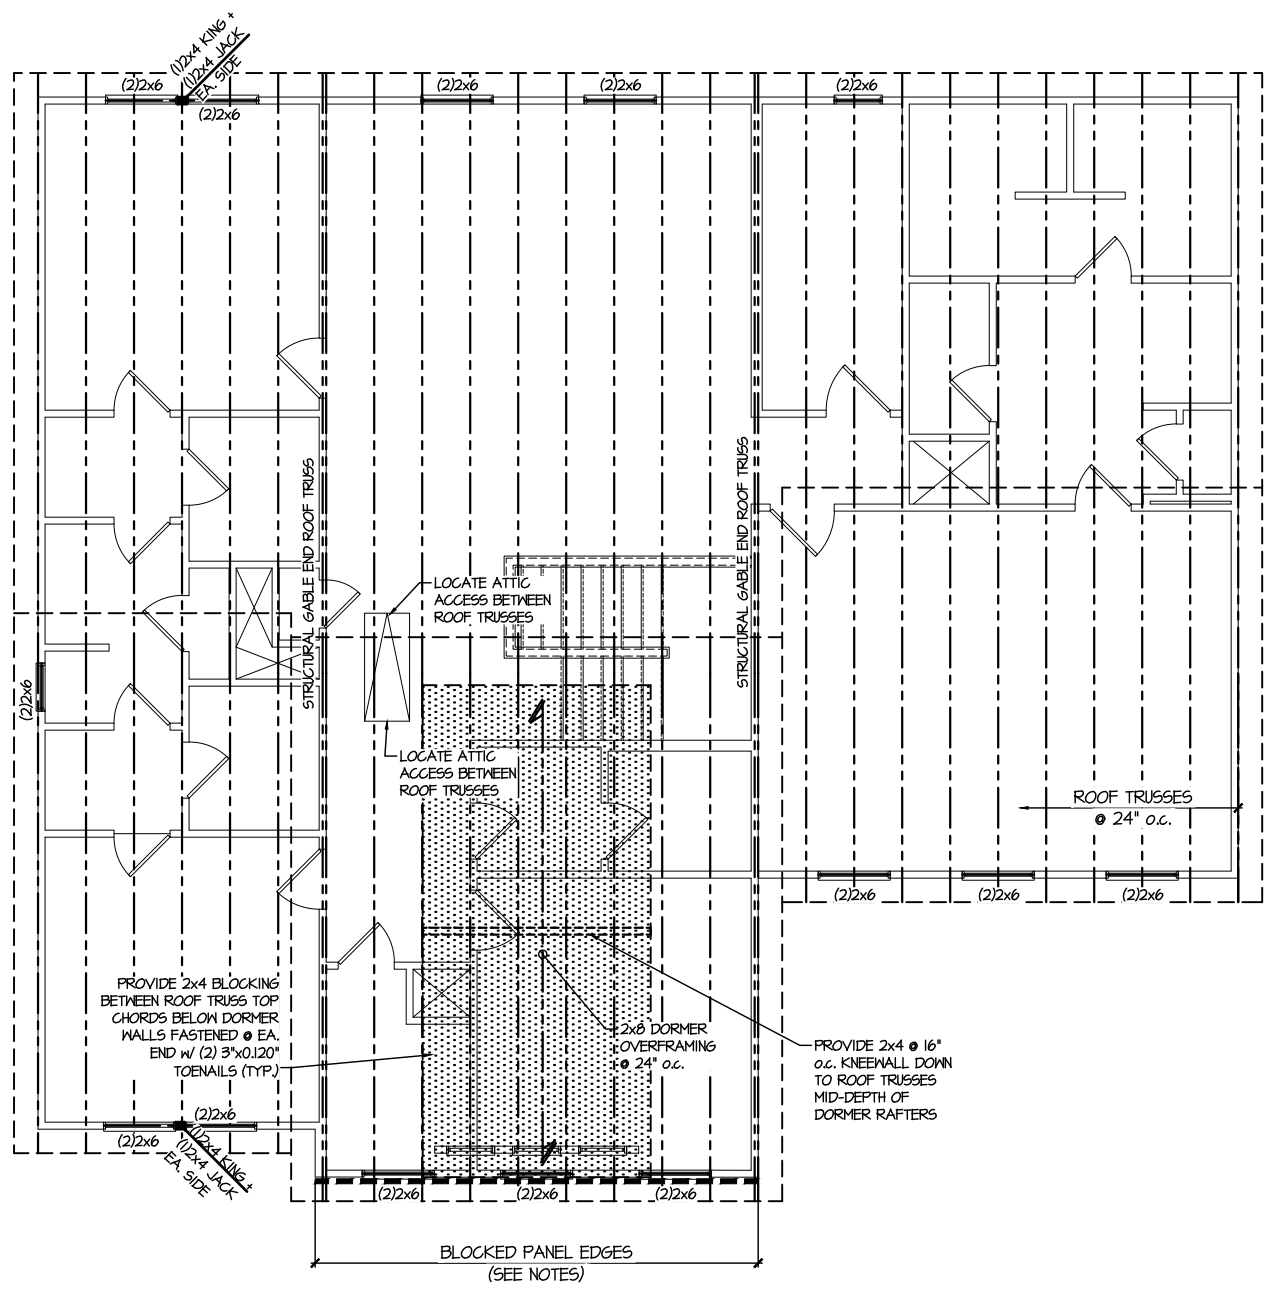 (1)2x4 KING +
(1)2x4 JACK
EA. SIDE
(2)2x6
(2)2x6
(2)2x6
(2)2x6
(2)2x6
STRUCTURAL GABLE END ROOF TRUSS
STRUCTURAL GABLE END ROOF TRUSS
LOCATE ATTIC
ACCESS BETWEEN
ROOF TRUSSES
(2)2x6
LOCATE ATTIC
ACCESS BETWEEN
ROOF TRUSSES
ROOF TRUSSES
@ 24" o.c.
(2)2x6
(2)2x6
(2)2x6
PROVIDE 2x4 BLOCKING
BETWEEN ROOF TRUSS TOP
CHORDS BELOW DORMER
WALLS FASTENED @ EA.
END w/ (2) 3"x0.120"
TOENAILS (TYP.)
2x8 DORMER
OVERFRAMING
@ 24" o.c.
PROVIDE 2x4 @ 16"
o.c. KNEEWALL DOWN
TO ROOF TRUSSES
MID-DEPTH OF
DORMER RAFTERS
(2)2x6
(2)2x6
(1)2x4 KING +
(1)2x4 JACK
EA. SIDE
(2)2x6
(2)2x6
(2)2x6
BLOCKED PANEL EDGES
(SEE NOTES)